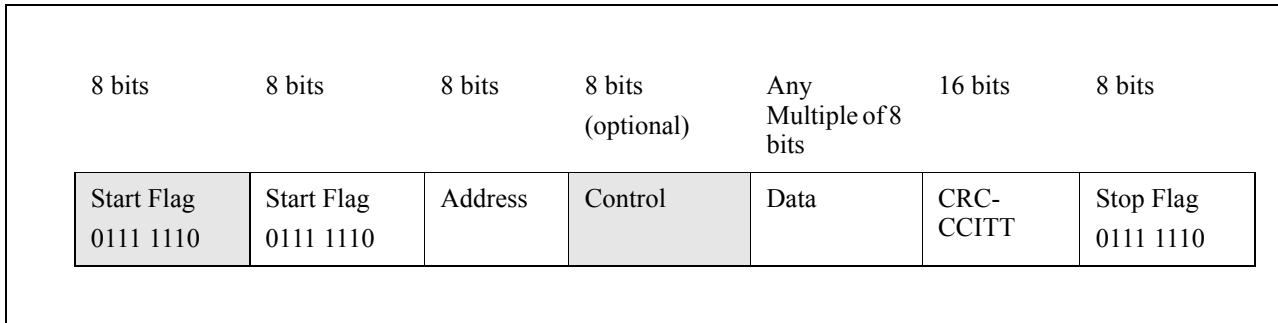 8 bits 8 bits 8 bits 8 bits Any 16 bits 8 bits
(optional) Multiple of 8
bits
Start Flag Start Flag Address Control Data CRC- Stop Flag
CCITT
0111 1110 0111 1110 0111 1110